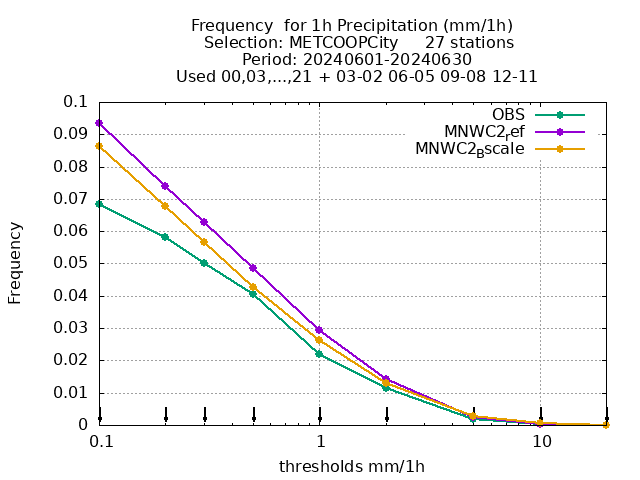 Frequency  for 1h Precipitation (mm/1h)
Selection: METCOOPCity     27 stations
Period: 20240601-20240630
Used 00,03,...,21 + 03-02 06-05 09-08 12-11
OBS
MNWC2ref
MNWC2Bscale
0.1
0.09
0.08
0.07
0.06
0.05
0.04
0.03
0.02
0.01
0
Frequency
0.1 1 10
thresholds mm/1h